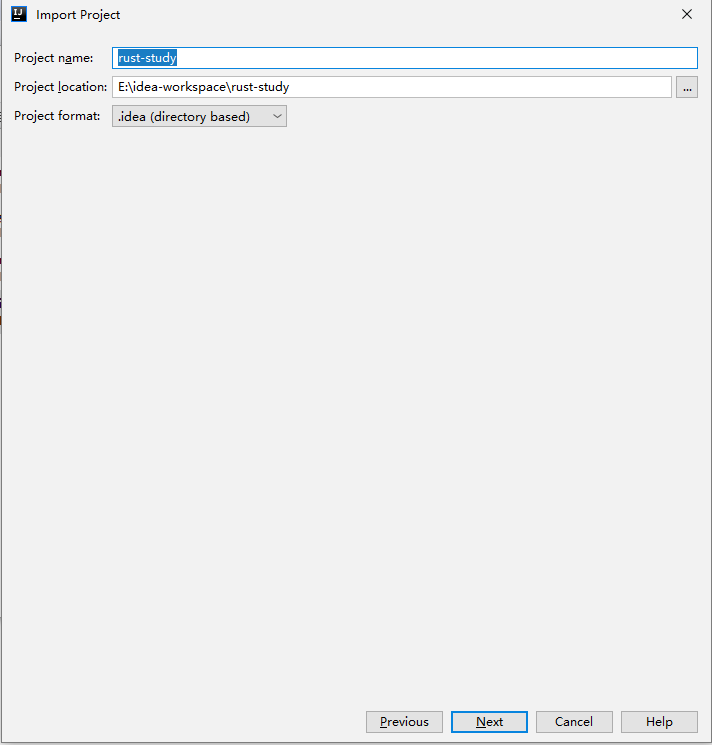 IJ Import Project
Project name: rust-study
Project location: E:\idea-workspace\rust-study ...
Project format: .idea (directory based)
Previous Next Cancel Help